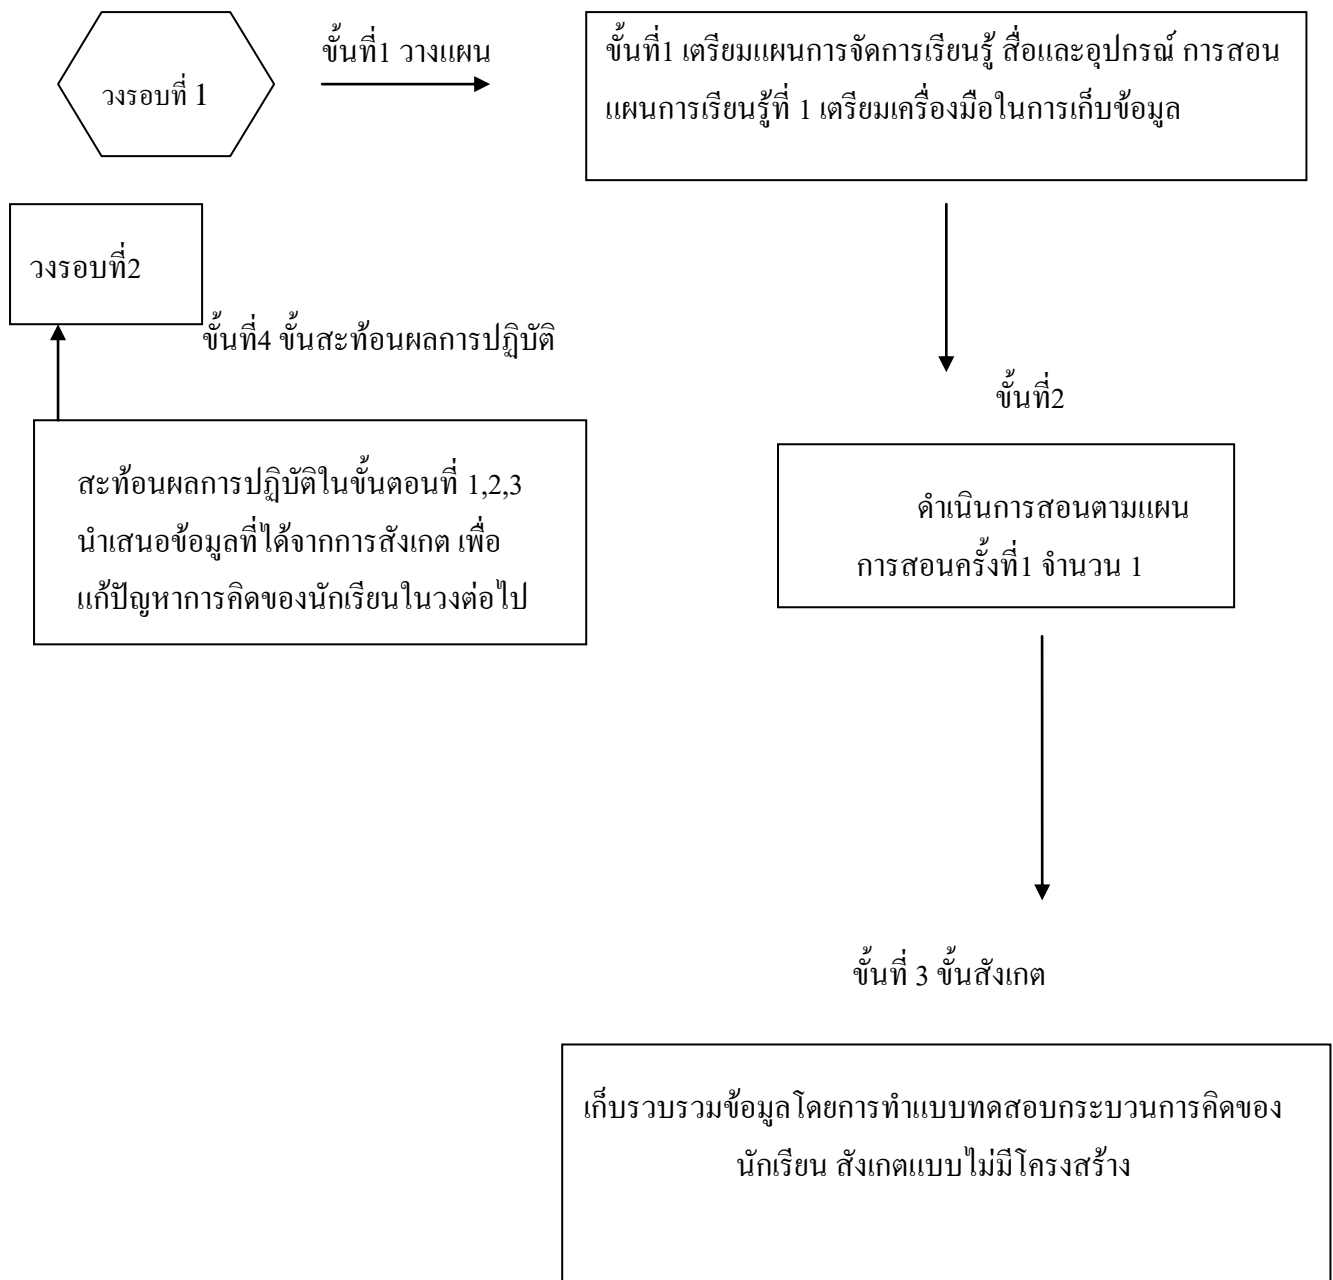 วงรอบที่ 1
ขั้นที่1 วางแผน
ขั้นที่1 เตรียมแผนการจัดการเรียนรู้ สื่อและอุปกรณ์ การสอน
แผนการเรียนรู้ที่ 1 เตรียมเครื่องมือในการเก็บข้อมูล
วงรอบที่2
ขั้นที่4 ขั้นสะท้อนผลการปฏิบัติ
สะท้อนผลการปฏิบัติในขั้นตอนที่ 1,2,3
นำเสนอข้อมูลที่ได้จากการสังเกต เพื่อ
แก้ปัญหาการคิดของนักเรียนในวงต่อไป
ขั้นที่2
ดำเนินการสอนตามแผน
การสอนครั้งที่1 จำนวน 1
ขั้นที่ 3 ขั้นสังเกต
เก็บรวบรวมข้อมูลโดยการทำแบบทดสอบกระบวนการคิดของ
นักเรียน สังเกตแบบไม่มีโครงสร้าง